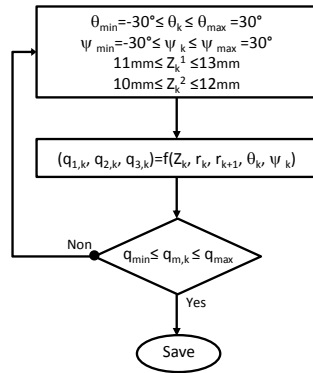 θmin=-30°≤ θk ≤ θmax =30°
ψ min=-30°≤ ψ k ≤ ψ max =30°
11mm≤ Zk1 ≤13mm
10mm≤ Zk2 ≤12mm
(q1,k, q2,k, q3,k)=f(Zk, rk, rk+1, θk, ψ k)
Non
qmin≤ qm,k ≤ qmax
Yes
Save